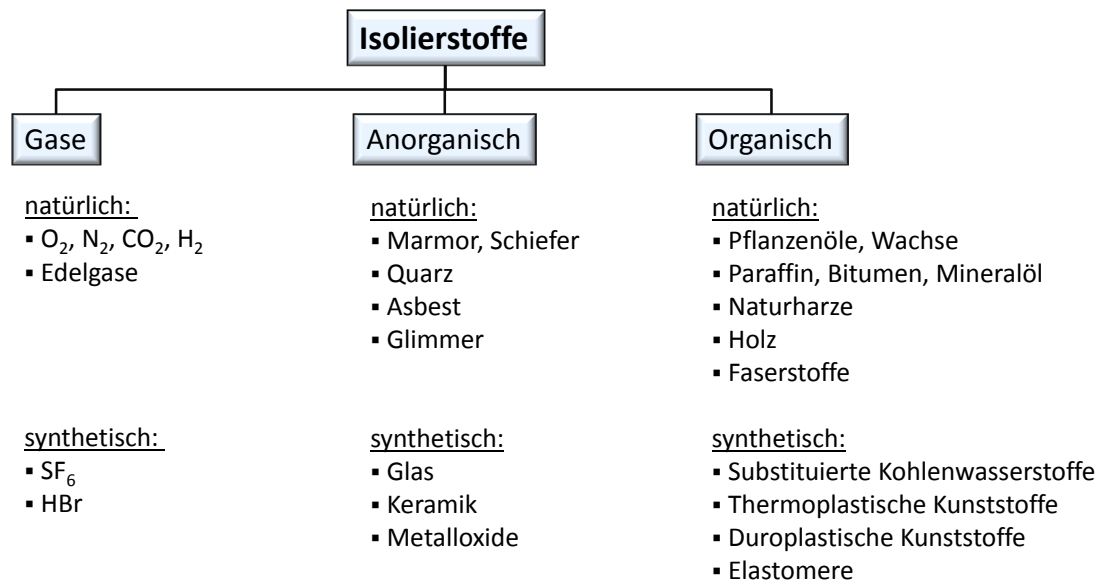 Isolierstoffe
Gase
Anorganisch
Organisch
natürlich:
▪ O₂, N₂, CO₂, H₂
▪ Edelgase
synthetisch:
▪ SF₆
▪ HBr
natürlich:
▪ Marmor, Schiefer
▪ Quarz
▪ Asbest
▪ Glimmer
synthetisch:
▪ Glas
▪ Keramik
▪ Metalloxide
natürlich:
▪ Pflanzenöle, Wachse
▪ Paraffin, Bitumen, Mineralöl
▪ Naturharze
▪ Holz
▪ Faserstoffe
synthetisch:
▪ Substituierte Kohlenwasserstoffe
▪ Thermoplastische Kunststoffe
▪ Duroplastische Kunststoffe
▪ Elastomere